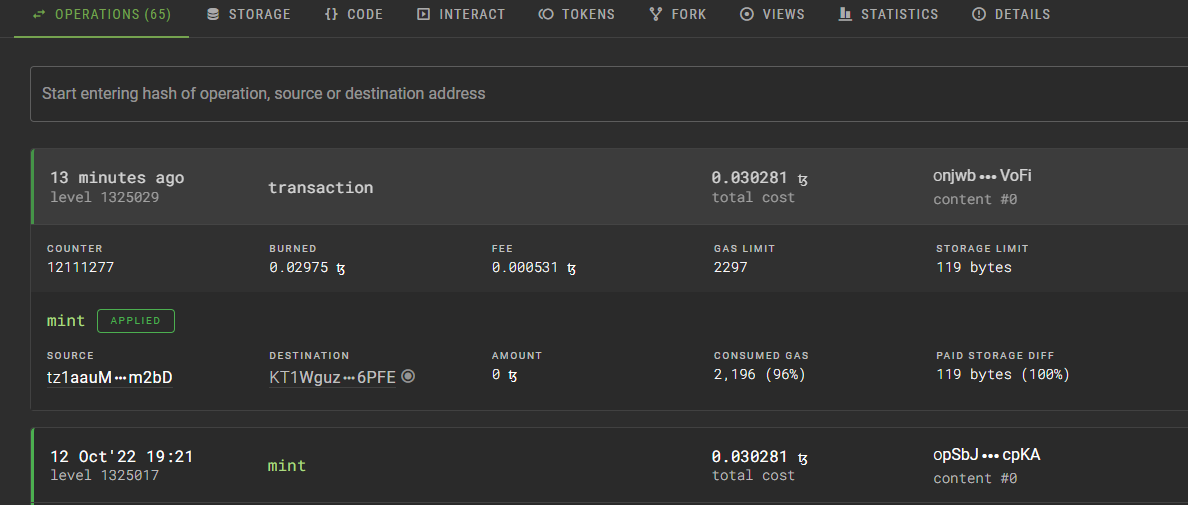 OPERATIONS (65) STORAGE {} CODE INTERACT TOKENS FORK VIEWS STATISTICS DETAILS
Start entering hash of operation, source or destination address
13 minutes ago transaction 0.030281 ꜩ onjwb•••VoFi
level 1325029 total cost content #0
COUNTER BURNED FEE GAS LIMIT STORAGE LIMIT
12111277 0.02975 ꜩ 0.000531 ꜩ 2297 119 bytes
mint APPLIED
SOURCE DESTINATION AMOUNT CONSUMED GAS PAID STORAGE DIFF
tz1aauM•••m2bD KT1Wguz•••6PFE 0 ꜩ 2,196 (96%) 119 bytes (100%)
12 Oct'22 19:21 mint 0.030281 ꜩ opSbJ•••cpKA
level 1325017 total cost content #0